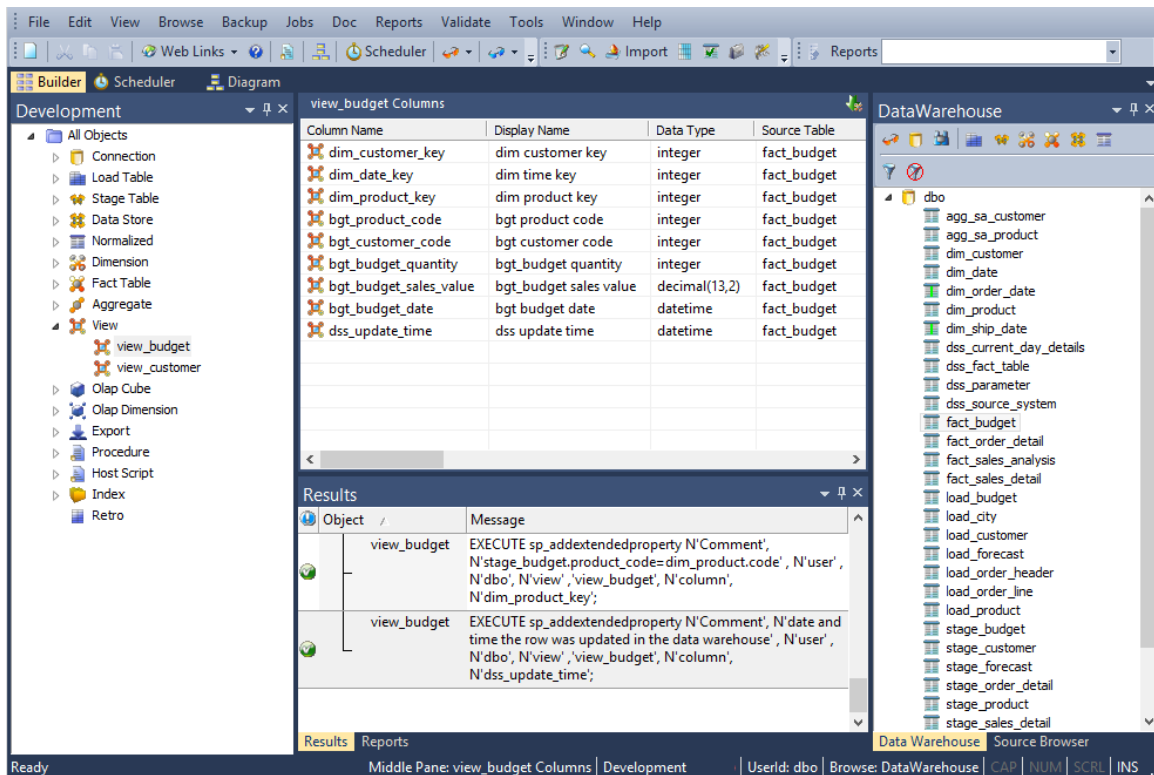 File Edit View Browse Backup Jobs Doc Reports Validate Tools Window Help
Web Links Scheduler Import Reports
Builder Scheduler Diagram
Development
All Objects
Connection
Load Table
Stage Table
Data Store
Normalized
Dimension
Fact Table
Aggregate
View
view_budget
view_customer
Olap Cube
Olap Dimension
Export
Procedure
Host Script
Index
Retro
view_budget Columns
Column Name Display Name Data Type Source Table
dim_customer_key dim customer key integer fact_budget
dim_date_key dim time key integer fact_budget
dim_product_key dim product key integer fact_budget
bgt_product_code bgt product code integer fact_budget
bgt_customer_code bgt customer code integer fact_budget
bgt_budget_quantity bgt_budget quantity integer fact_budget
bgt_budget_sales_value bgt_budget sales value decimal(13,2) fact_budget
bgt_budget_date bgt budget date datetime fact_budget
dss_update_time dss update time datetime fact_budget
Results
Object Message
view_budget EXECUTE sp_addextendedproperty N'Comment',
N'stage_budget.product_code=dim_product.code' , N'user' ,
N'dbo', N'view' ,'view_budget', N'column',
N'dim_product_key';
view_budget EXECUTE sp_addextendedproperty N'Comment', N'date and
time the row was updated in the data warehouse' , N'user' ,
N'dbo', N'view' ,'view_budget', N'column',
N'dss_update_time';
Results Reports
DataWarehouse
dbo
agg_sa_customer
agg_sa_product
dim_customer
dim_date
dim_order_date
dim_product
dim_ship_date
dss_current_day_details
dss_fact_table
dss_parameter
dss_source_system
fact_budget
fact_order_detail
fact_sales_analysis
fact_sales_detail
load_budget
load_city
load_customer
load_forecast
load_order_header
load_order_line
load_product
stage_budget
stage_customer
stage_forecast
stage_order_detail
stage_product
stage_sales_detail
Data Warehouse Source Browser
Ready Middle Pane: view_budget Columns Development UserId: dbo Browse: DataWarehouse CAP NUM SCRL INS